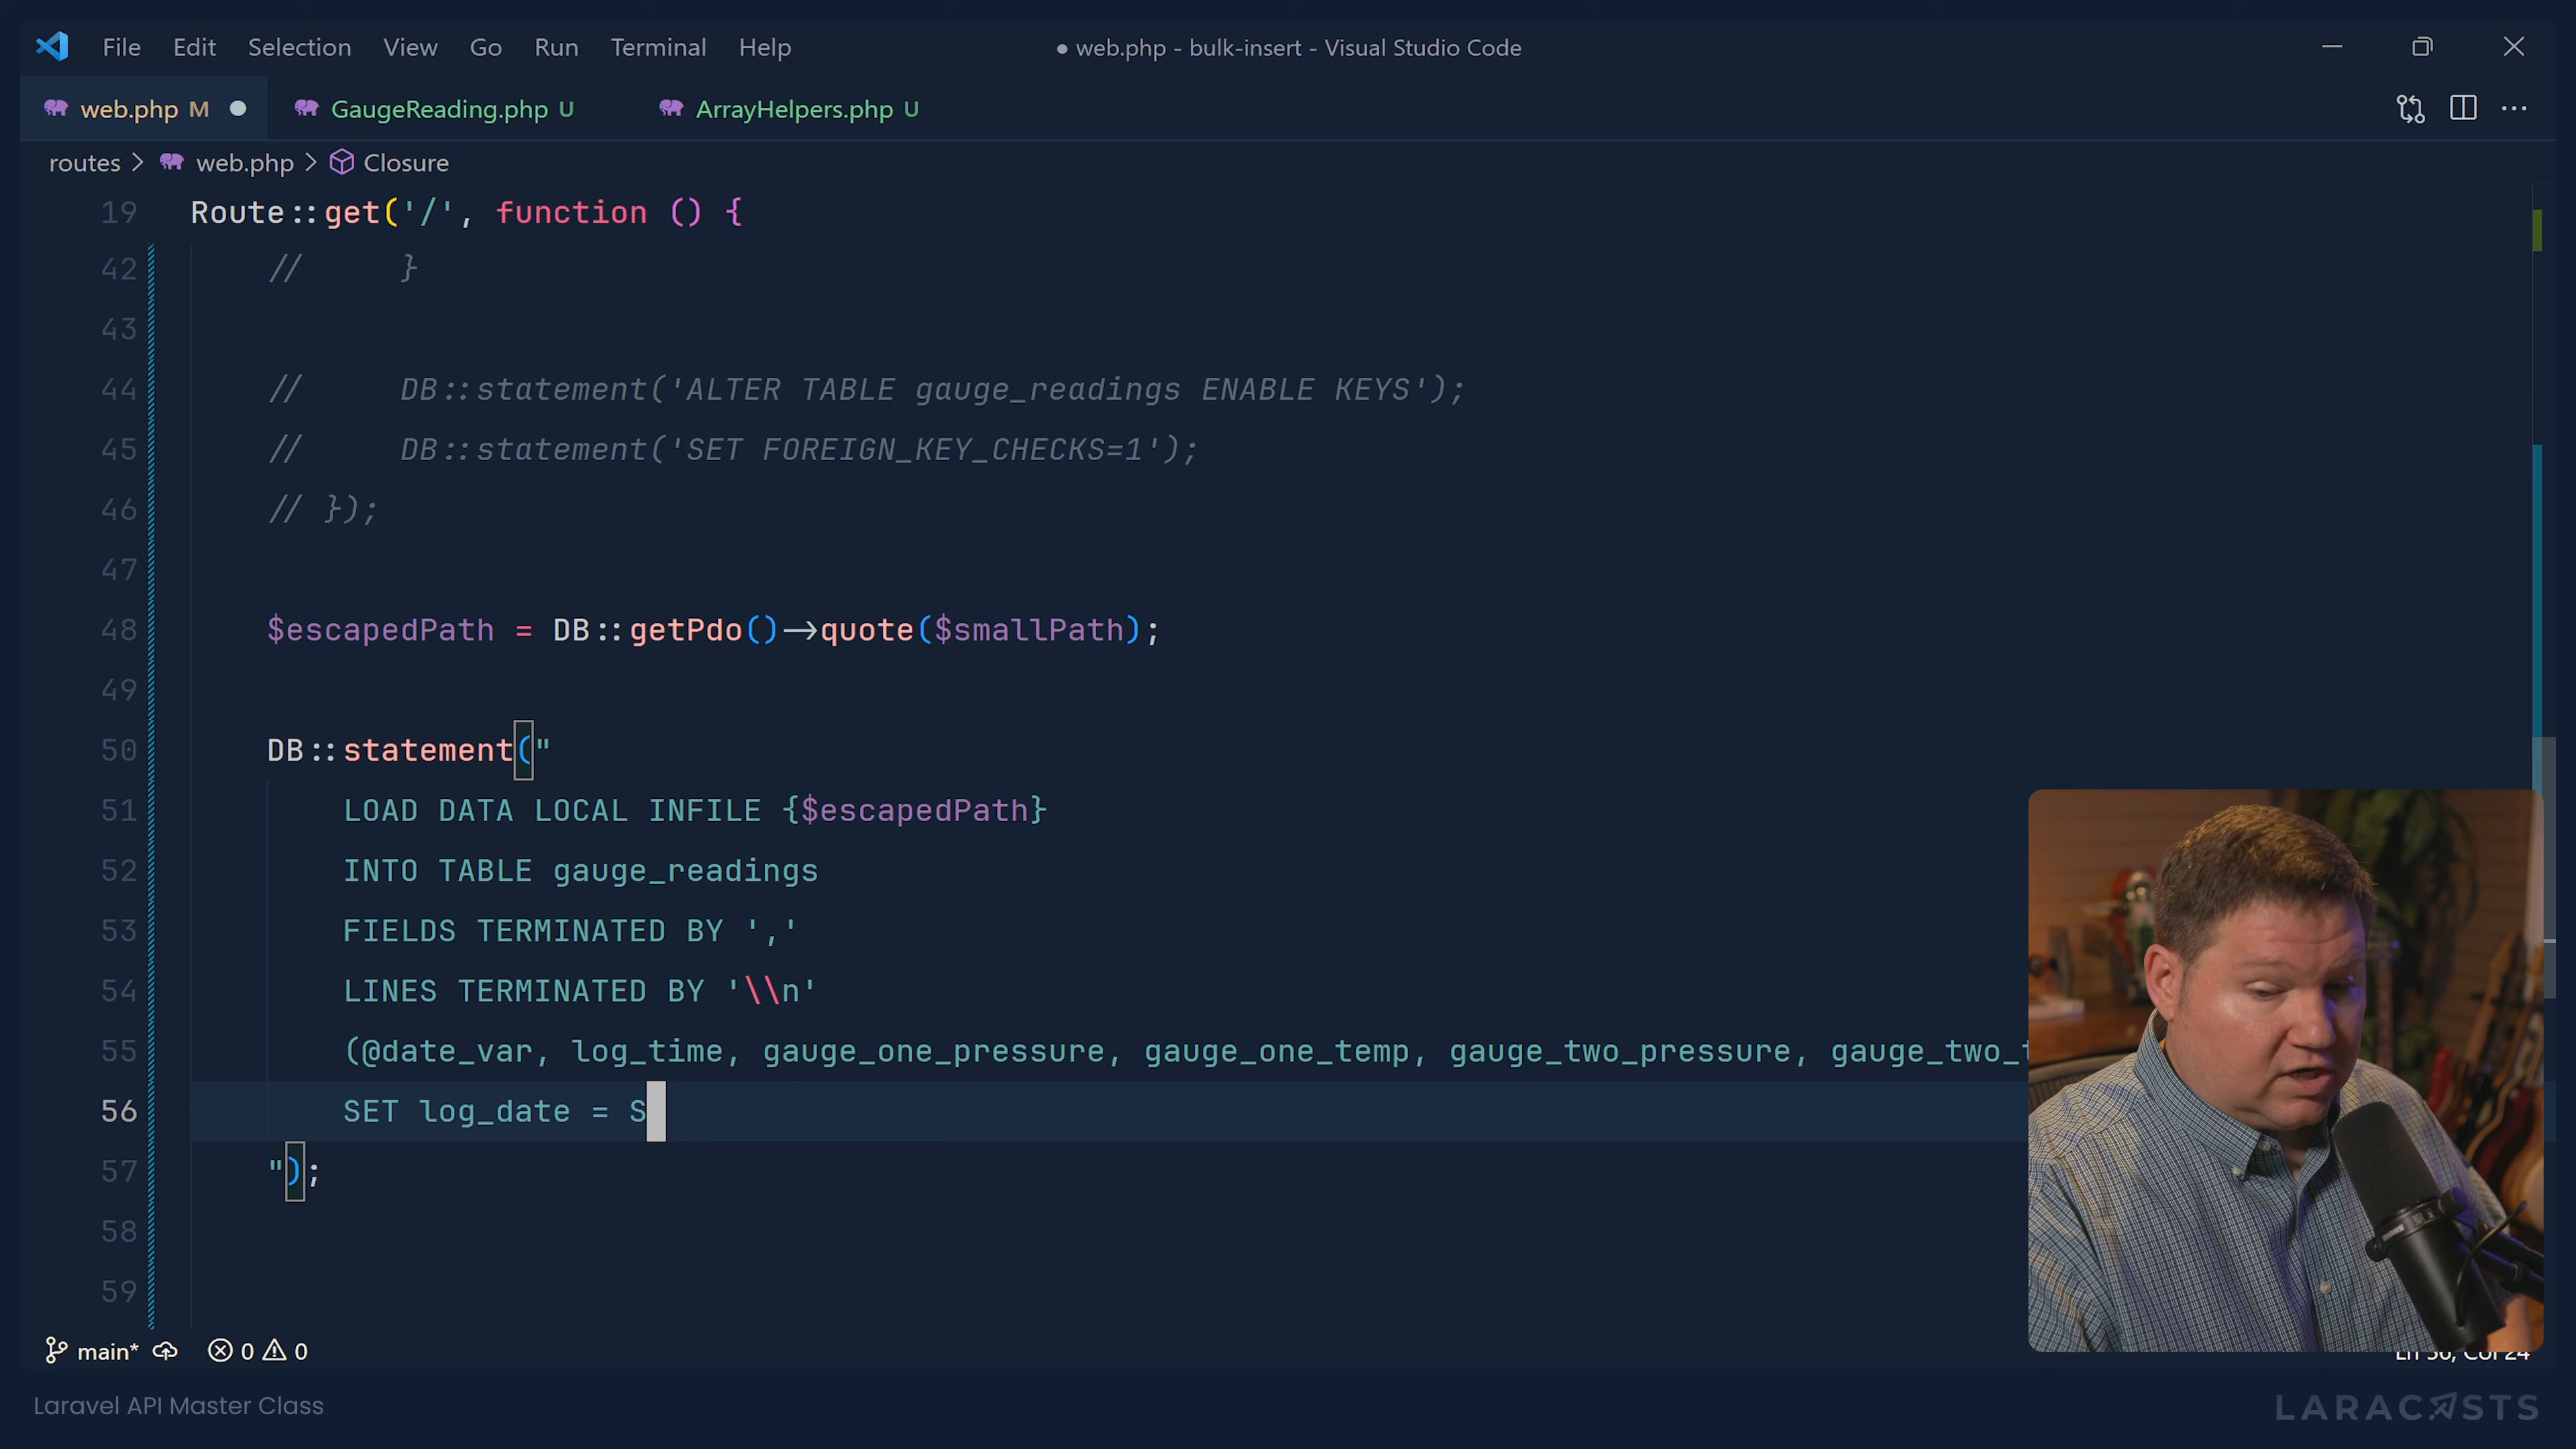 File Edit Selection View Go Run Terminal Help
● web.php - bulk-insert - Visual Studio Code
web.php M ● GaugeReading.php U ArrayHelpers.php U
routes > web.php > Closure
19 Route::get('/', function () {
42 // }
43
44 // DB::statement('ALTER TABLE gauge_readings ENABLE KEYS');
45 // DB::statement('SET FOREIGN_KEY_CHECKS=1');
46 // });
47
48 $escapedPath = DB::getPdo()->quote($smallPath);
49
50 DB::statement("
51 LOAD DATA LOCAL INFILE {$escapedPath}
52 INTO TABLE gauge_readings
53 FIELDS TERMINATED BY ','
54 LINES TERMINATED BY '\\n'
55 (@date_var, log_time, gauge_one_pressure, gauge_one_temp, gauge_two_pressure, gauge_two_
56 SET log_date = S
57 ");
58
59
main* 0 0
Ln 56, Col 24
Laravel API Master Class
LARACASTS